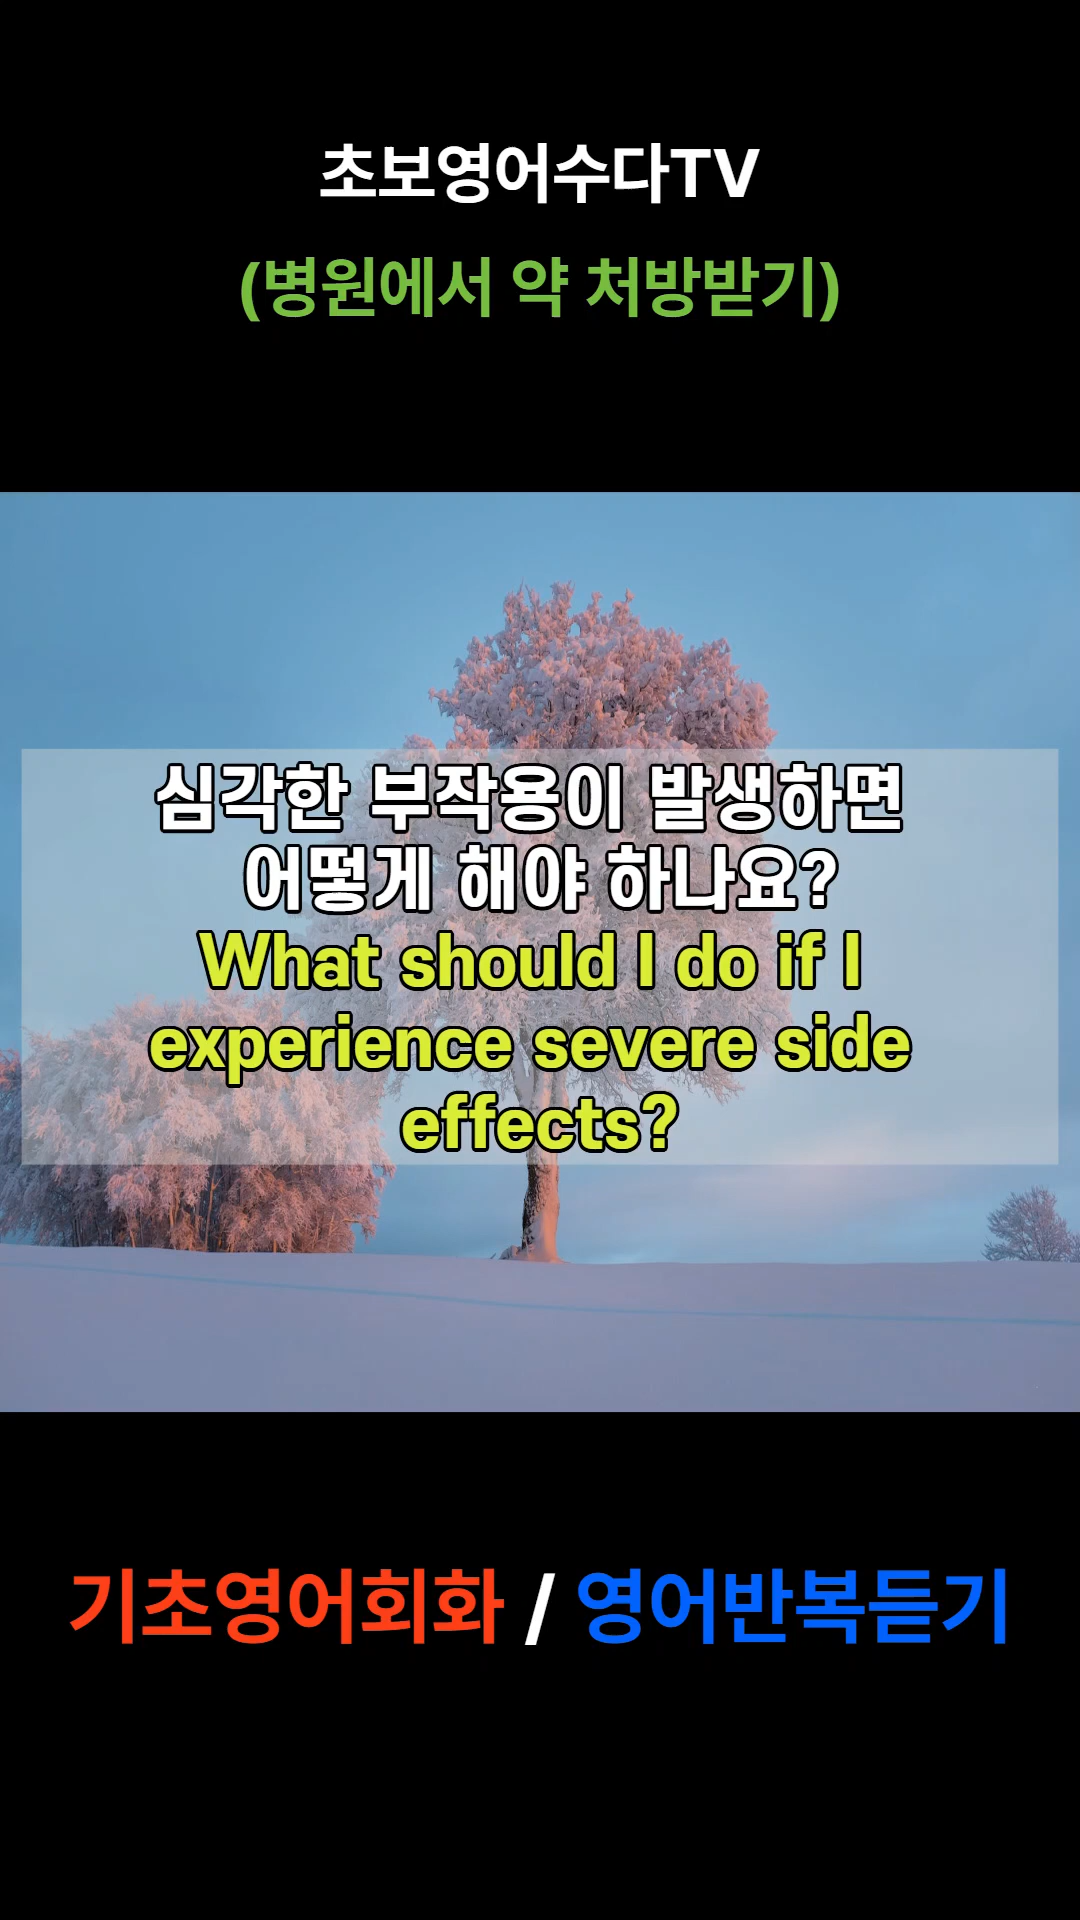 초보영어수다TV
(병원에서 약 처방받기)
심각한 부작용이 발생하면
어떻게 해야 하나요?
What should I do if I
experience severe side
effects?
기초영어회화 / 영어반복듣기